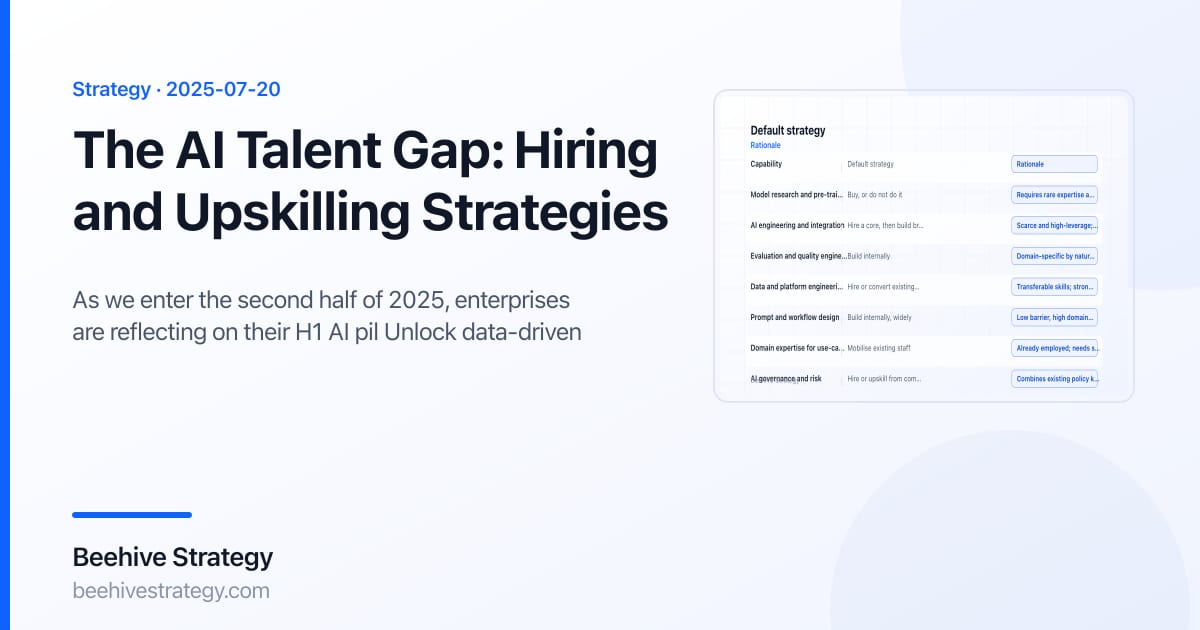 Strategy · 2025-07-20
The AI Talent Gap: Hiring
and Upskilling Strategies
As we enter the second half of 2025, enterprises
are reflecting on their H1 AI pil Unlock data-driven
Beehive Strategy
beehivestrategy.com
Default strategy
Rationale
Capability Default strategy Rationale
Model research and pre-trai... Buy, or do not do it Requires rare expertise a...
AI engineering and integration Hire a core, then build br... Scarce and high-leverage;...
Evaluation and quality engine... Build internally Domain-specific by natur...
Data and platform engineeri... Hire or convert existing... Transferable skills; stron...
Prompt and workflow design Build internally, widely Low barrier, high domain...
Domain expertise for use-ca... Mobilise existing staff Already employed; needs s...
AI governance and risk Hire or upskill from com... Combines existing policy k...